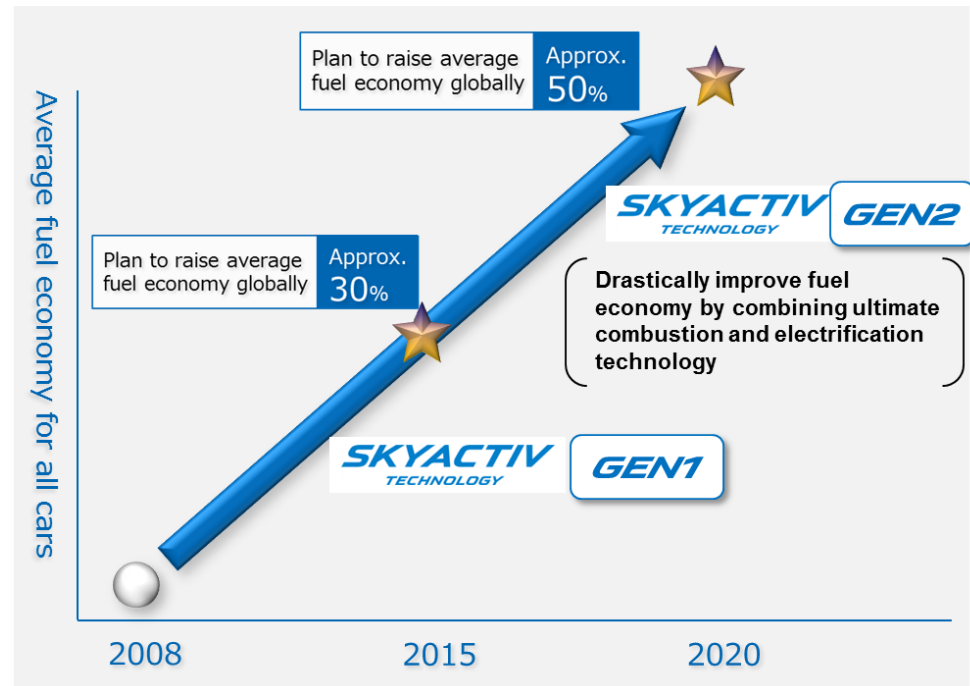 Plan to raise average
fuel economy globally
Approx.
50%
Average fuel economy for all cars
SKYACTIV
TECHNOLOGY
GEN2
Plan to raise average
fuel economy globally
Approx.
30%
Drastically improve fuel
economy by combining ultimate
combustion and electrification
technology
SKYACTIV
TECHNOLOGY
GEN1
2008
2015
2020